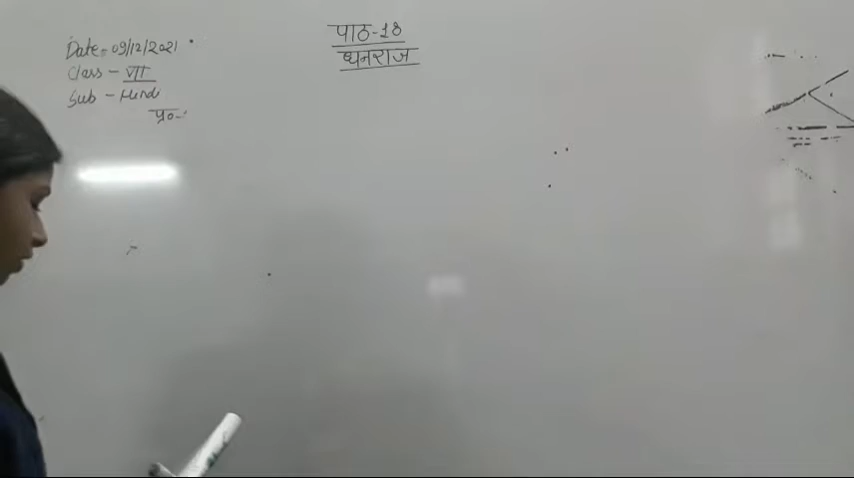 पाठ-18
धनराज
Date= 09/12/2021
Class - VII
Sub - Hindi
प्र०-: